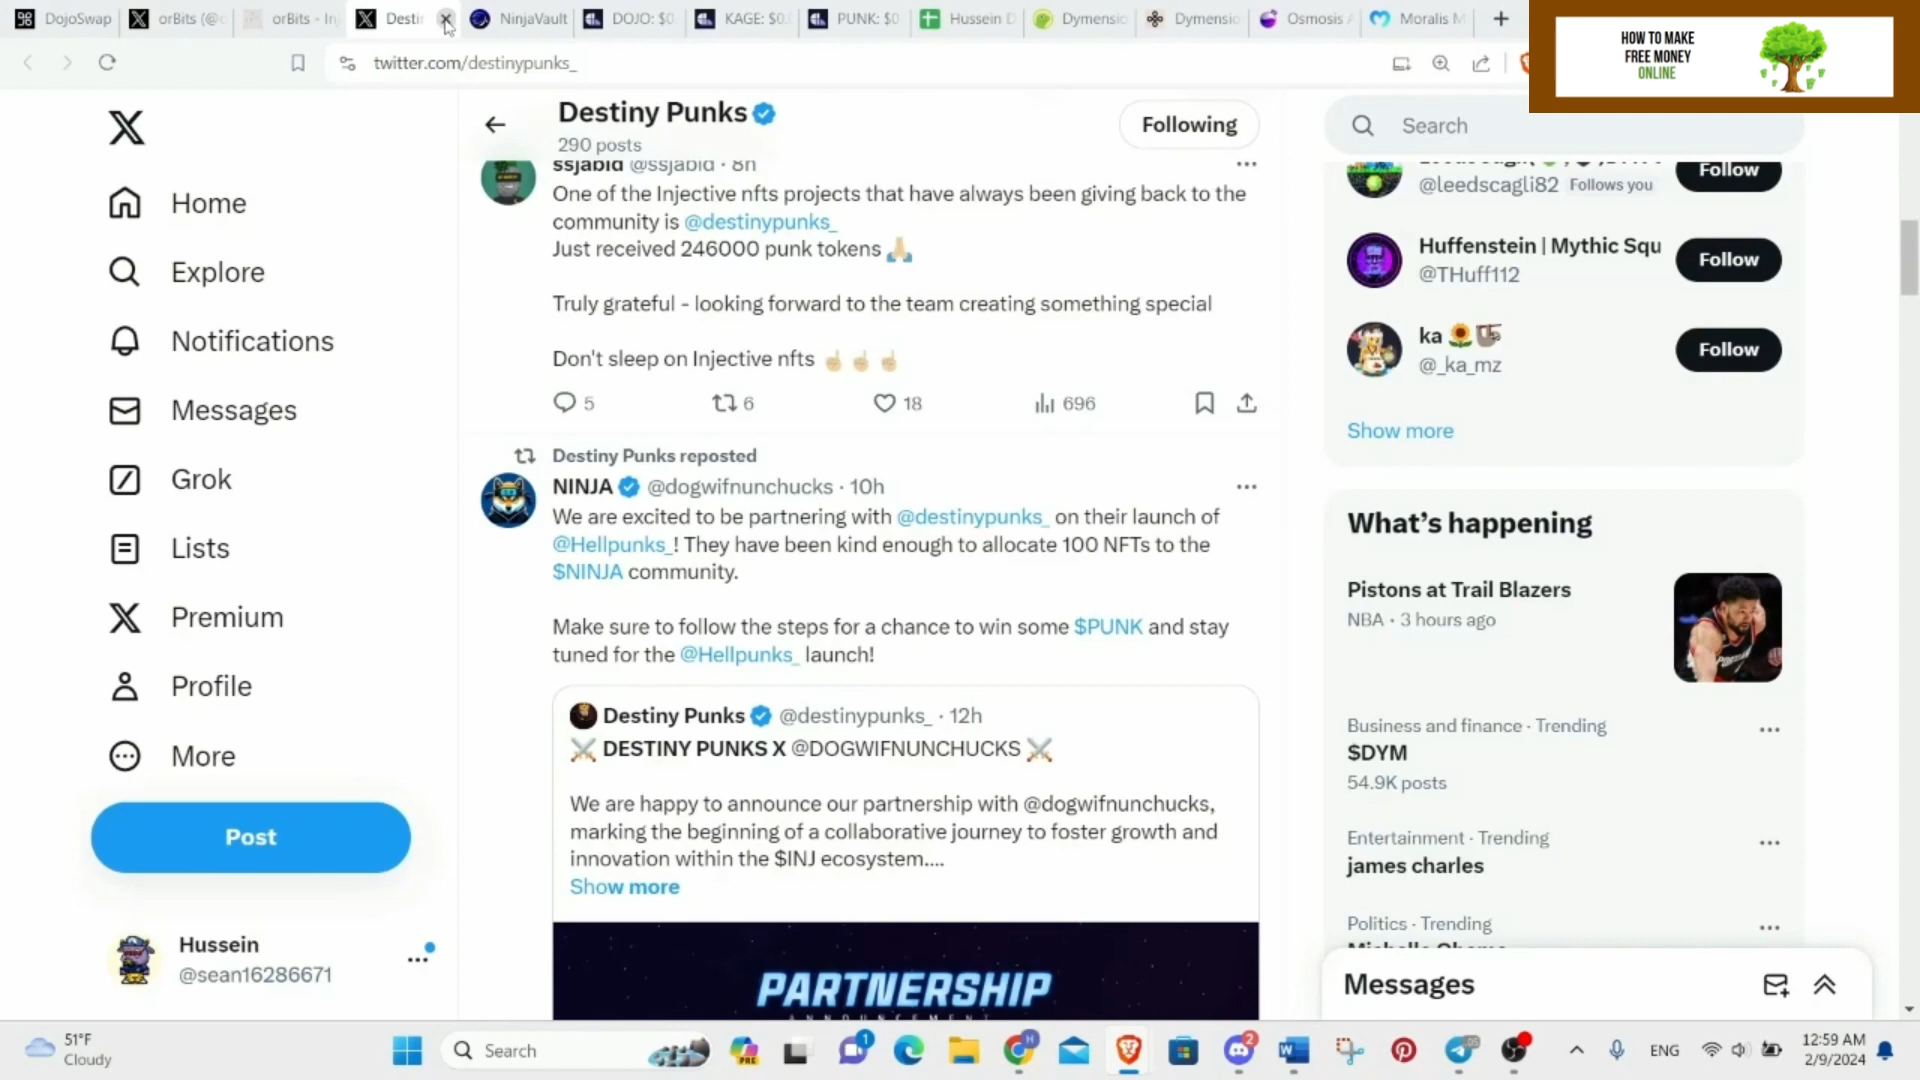 DojoSwap
orBits (@
orBits - In
Destin
NinjaVault
DOJO: $0
KAGE: $0.
PUNK: $0
Hussein D
Dymensio
Dymensio
Osmosis
Moralis M
HOW TO MAKE
FREE MONEY
ONLINE
twitter.com/destinypunks_
Destiny Punks
290 posts
Following
Search
Home
Explore
Notifications
Messages
Grok
Lists
Premium
Profile
More
Post
Hussein
@sean16286671
ssjabid @ssjabid · 8h
One of the Injective nfts projects that have always been giving back to the
community is @destinypunks_
Just received 246000 punk tokens 🙏🏼
Truly grateful - looking forward to the team creating something special
Don't sleep on Injective nfts ☝🏼☝🏼☝🏼
5 6 18 696
Destiny Punks reposted
NINJA @dogwifnunchucks · 10h
We are excited to be partnering with @destinypunks_ on their launch of
@Hellpunks_! They have been kind enough to allocate 100 NFTs to the
$NINJA community.
Make sure to follow the steps for a chance to win some $PUNK and stay
tuned for the @Hellpunks_ launch!
Destiny Punks @destinypunks_ · 12h
⚔️ DESTINY PUNKS X @DOGWIFNUNCHUCKS ⚔️
We are happy to announce our partnership with @dogwifnunchucks,
marking the beginning of a collaborative journey to foster growth and
innovation within the $INJ ecosystem....
Show more
PARTNERSHIP
ANNOUNCEMENT
@leedscagli82 Follows you
Follow
Huffenstein | Mythic Squ
@THuff112
Follow
ka 🌻🦥
@_ka_mz
Follow
Show more
What's happening
Pistons at Trail Blazers
NBA · 3 hours ago
Business and finance · Trending
$DYM
54.9K posts
Entertainment · Trending
james charles
Politics · Trending
Michelle Obama
Messages
51°F
Cloudy
Search
ENG
12:59 AM
2/9/2024